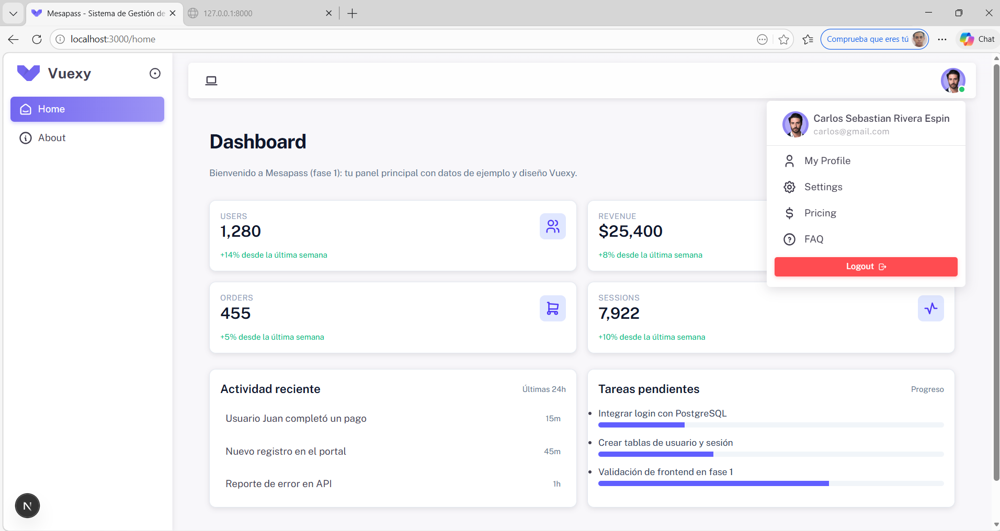 Mesapass - Sistema de Gestión de
127.0.0.1:8000
localhost:3000/home
Comprueba que eres tú
Chat
Vuexy
Home
About
Carlos Sebastian Rivera Espin
carlos@gmail.com
My Profile
Settings
Pricing
FAQ
Logout
Dashboard
Bienvenido a Mesapass (fase 1): tu panel principal con datos de ejemplo y diseño Vuexy.
USERS
1,280
+14% desde la última semana
REVENUE
$25,400
+8% desde la última semana
ORDERS
455
+5% desde la última semana
SESSIONS
7,922
+10% desde la última semana
Actividad reciente
Últimas 24h
Usuario Juan completó un pago
15m
Nuevo registro en el portal
45m
Reporte de error en API
1h
Tareas pendientes
Progreso
Integrar login con PostgreSQL
Crear tablas de usuario y sesión
Validación de frontend en fase 1
N